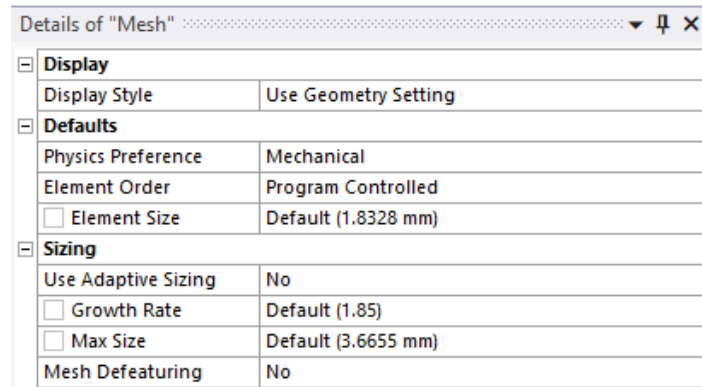 Details of "Mesh"
Display
Display Style Use Geometry Setting
Defaults
Physics Preference Mechanical
Element Order Program Controlled
Element Size Default (1.8328 mm)
Sizing
Use Adaptive Sizing No
Growth Rate Default (1.85)
Max Size Default (3.6655 mm)
Mesh Defeaturing No